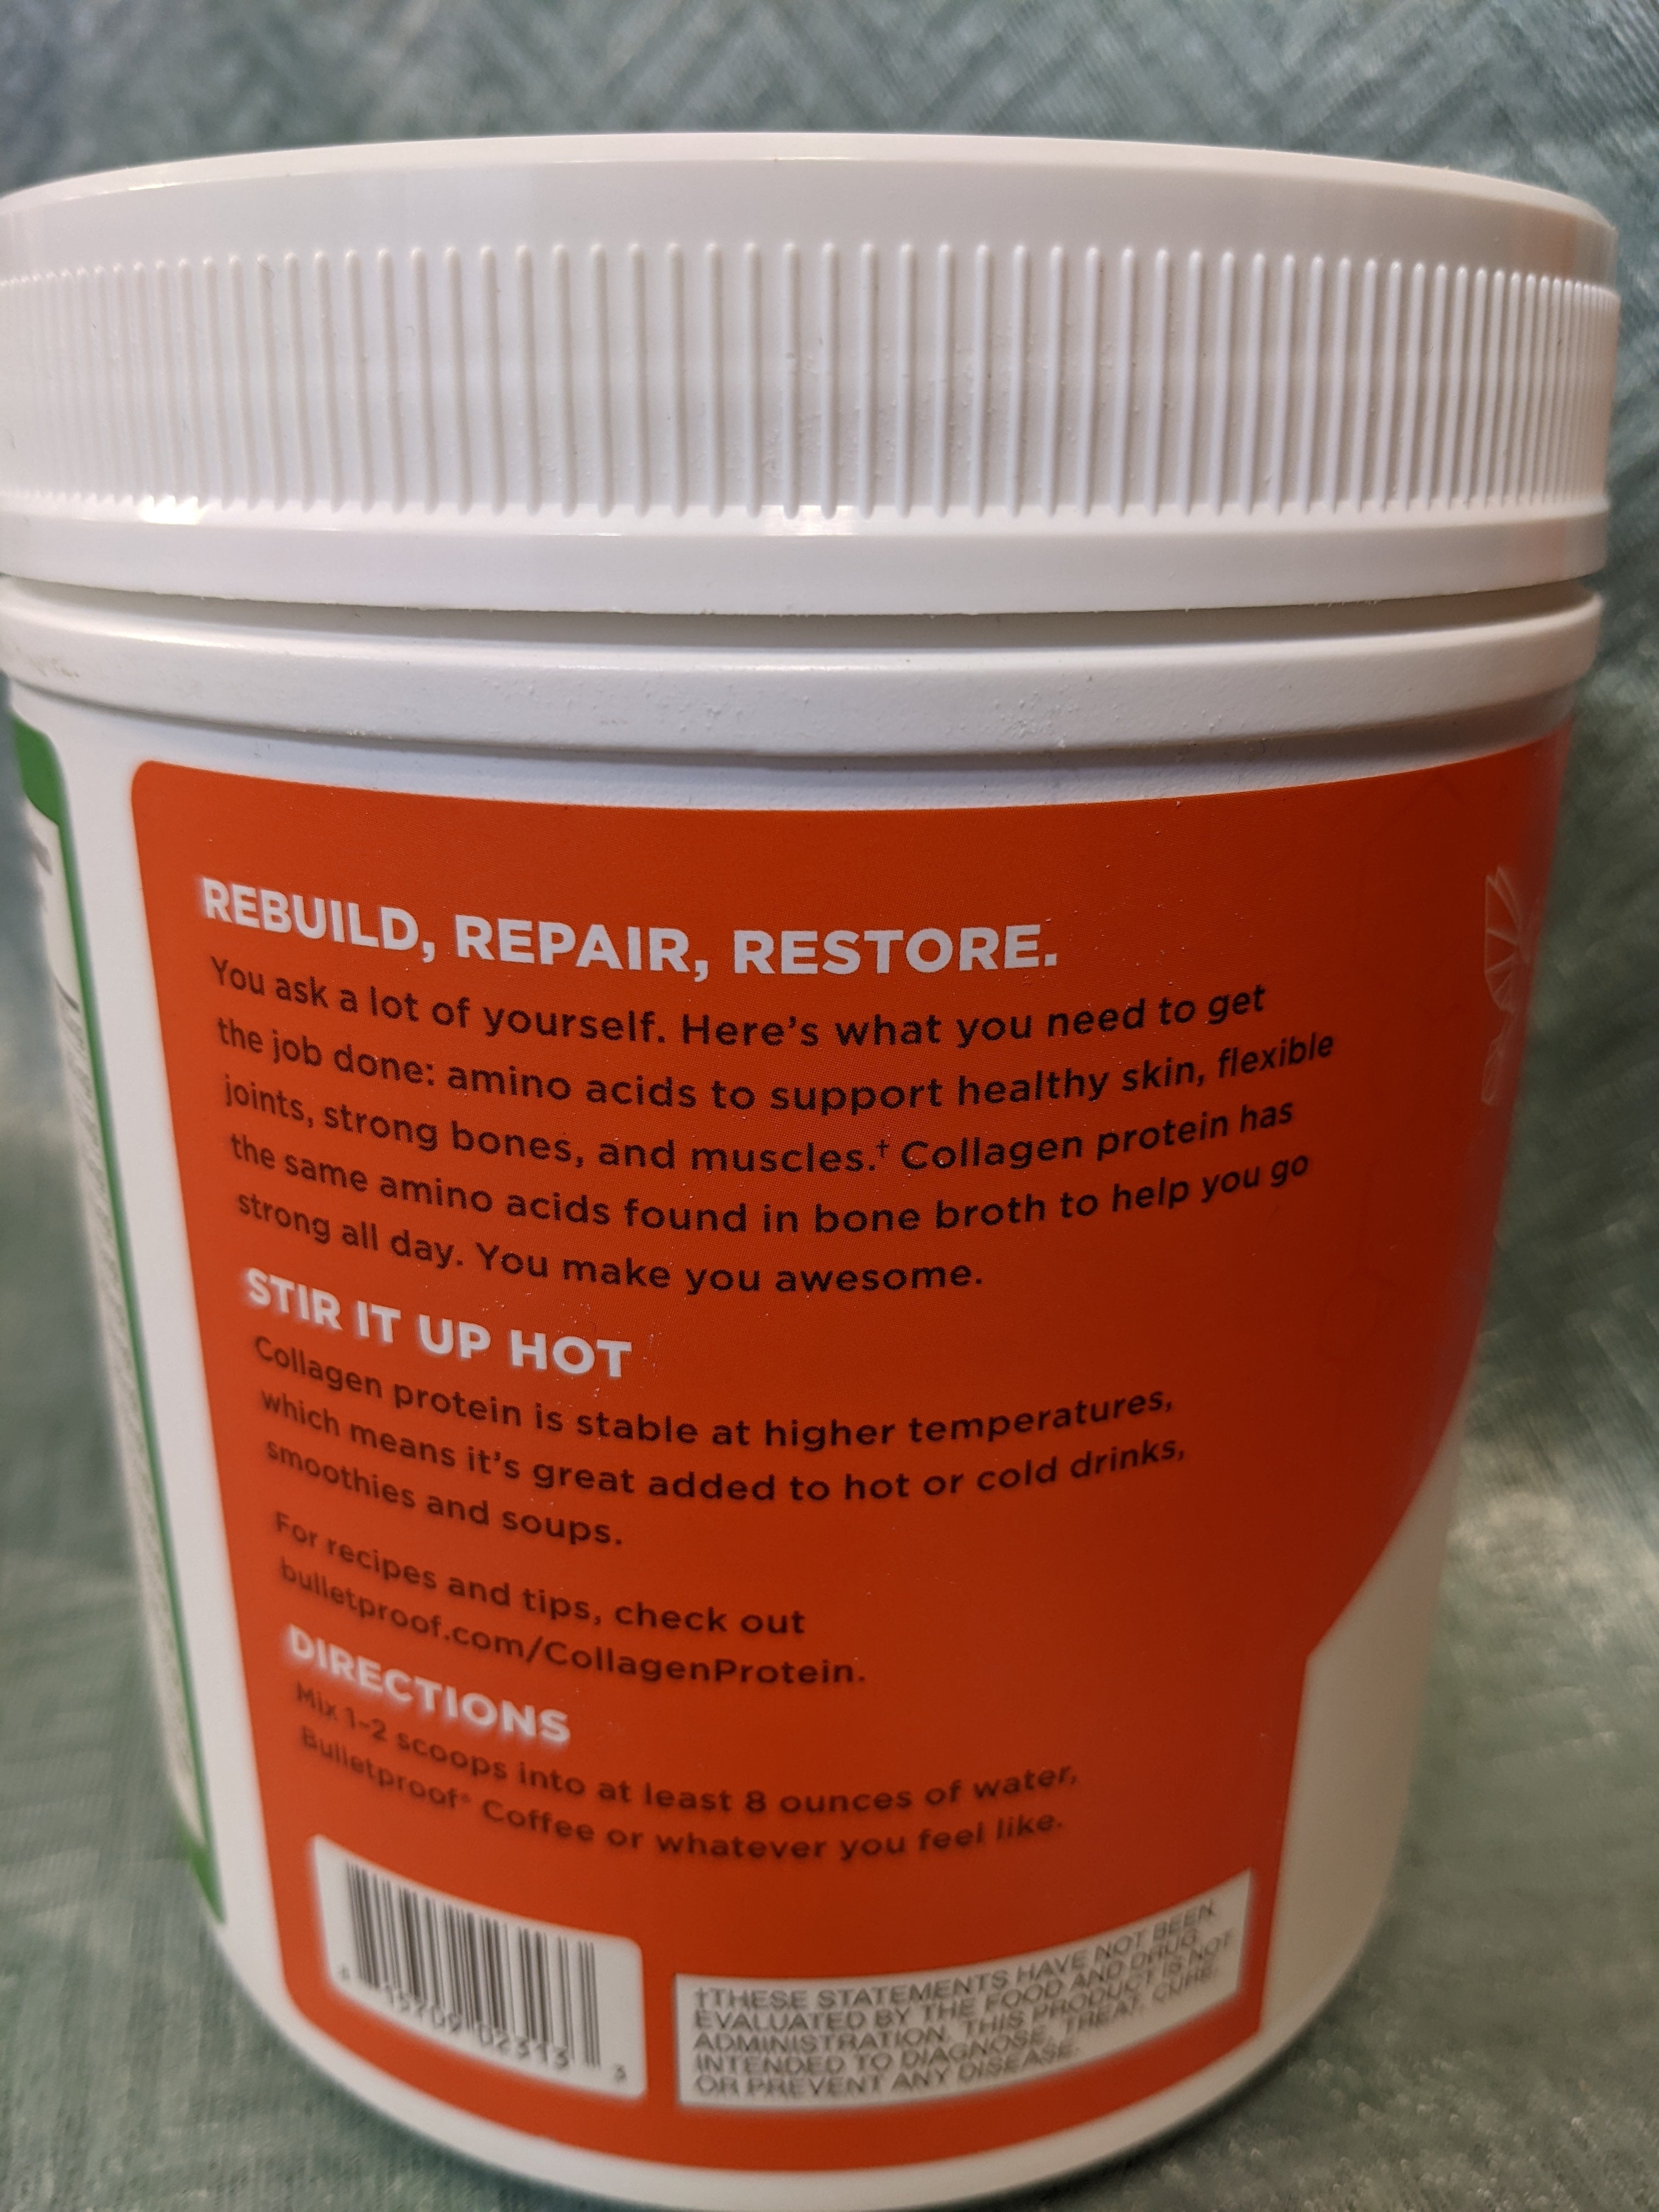 REBUILD, REPAIR, RESTORE.
You ask a lot of yourself. Here's what you need to get
the job done: amino acids to support healthy skin, flexible
joints, strong bones, and muscles.† Collagen protein has
the same amino acids found in bone broth to help you go
strong all day. You make you awesome.
STIR IT UP HOT
Collagen protein is stable at higher temperatures,
which means it's great added to hot or cold drinks,
smoothies and soups.
For recipes and tips, check out
bulletproof.com/CollagenProtein.
DIRECTIONS
Mix 1-2 scoops into at least 8 ounces of water,
Bulletproof® Coffee or whatever you feel like.
†THESE STATEMENTS HAVE NOT BEEN
EVALUATED BY THE FOOD AND DRUG
ADMINISTRATION. THIS PRODUCT IS NOT
INTENDED TO DIAGNOSE, TREAT, CURE,
OR PREVENT ANY DISEASE.
02313 3